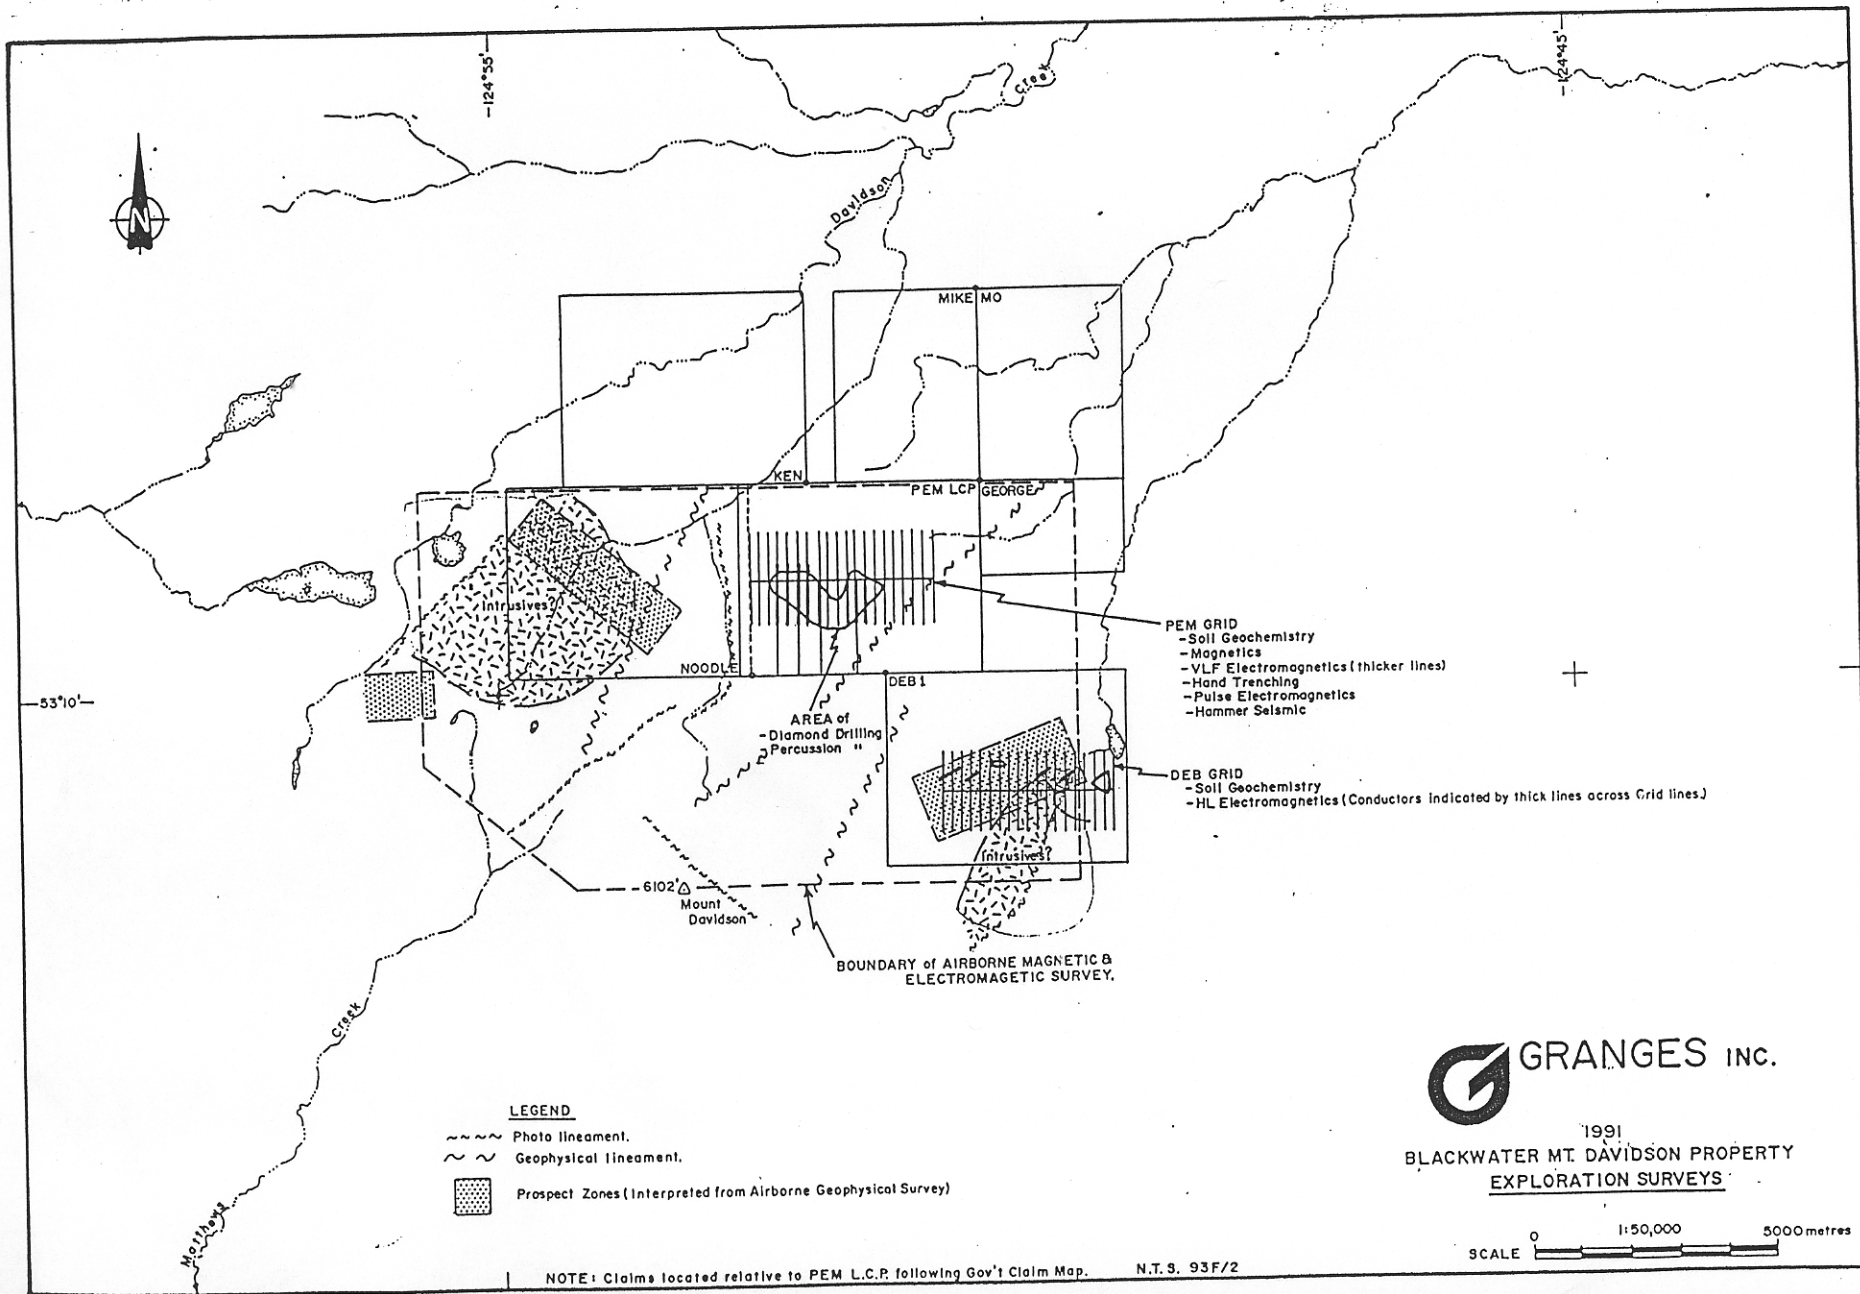 -124°55'
-124°45'
Creek
Davidson
N
MIKE
MO
KEN
PEM LCP
GEORGE
Intrusives?
NOODLE
DEB 1
53°10'
PEM GRID
-Soil Geochemistry
-Magnetics
-VLF Electromagnetics (thicker lines)
-Hand Trenching
-Pulse Electromagnetics
-Hammer Seismic
AREA of
-Diamond Drilling
Percussion "
DEB GRID
-Soil Geochemistry
-HL Electromagnetics (Conductors indicated by thick lines across Grid lines.)
Intrusives?
6102'
Mount
Davidson
BOUNDARY of AIRBORNE MAGNETIC &
ELECTROMAGETIC SURVEY.
Creek
Matthews
LEGEND
Photo lineament.
Geophysical lineament.
Prospect Zones (Interpreted from Airborne Geophysical Survey)
GRANGES INC.
1991
BLACKWATER MT. DAVIDSON PROPERTY
EXPLORATION SURVEYS
0 1:50,000 5000 metres
SCALE
NOTE: Claims located relative to PEM L.C.P. following Gov't Claim Map. N.T.S. 93F/2